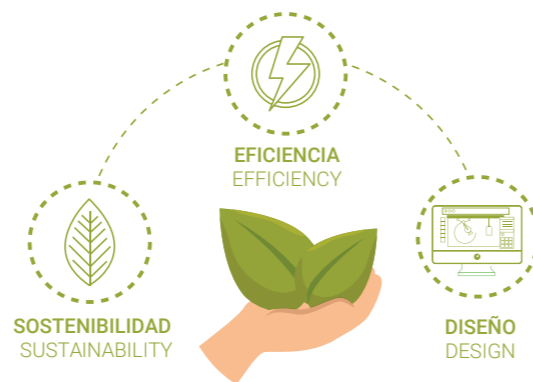 EFICIENCIA
EFFICIENCY
SOSTENIBILIDAD
SUSTAINABILITY
DISEÑO
DESIGN